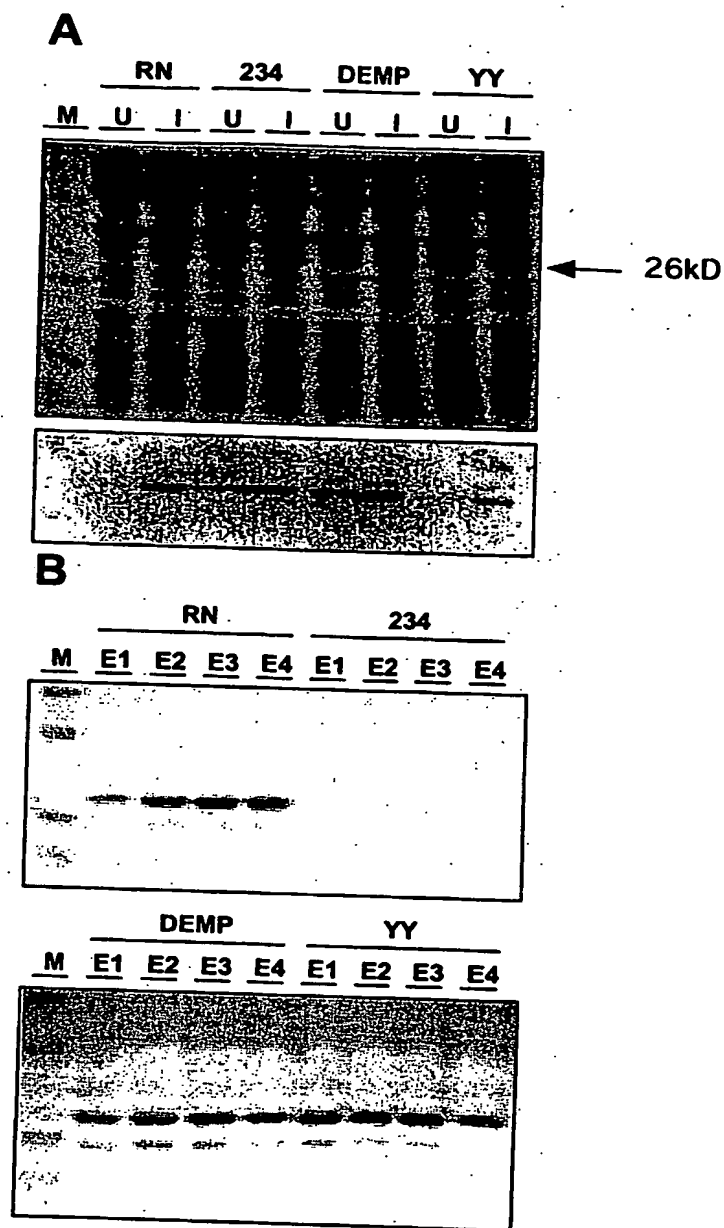 A
RN 234 DEMP YY
M U I U I U I U I
26kD
B
RN 234
M E1 E2 E3 E4 E1 E2 E3 E4
DEMP YY
M E1 E2 E3 E4 E1 E2 E3 E4